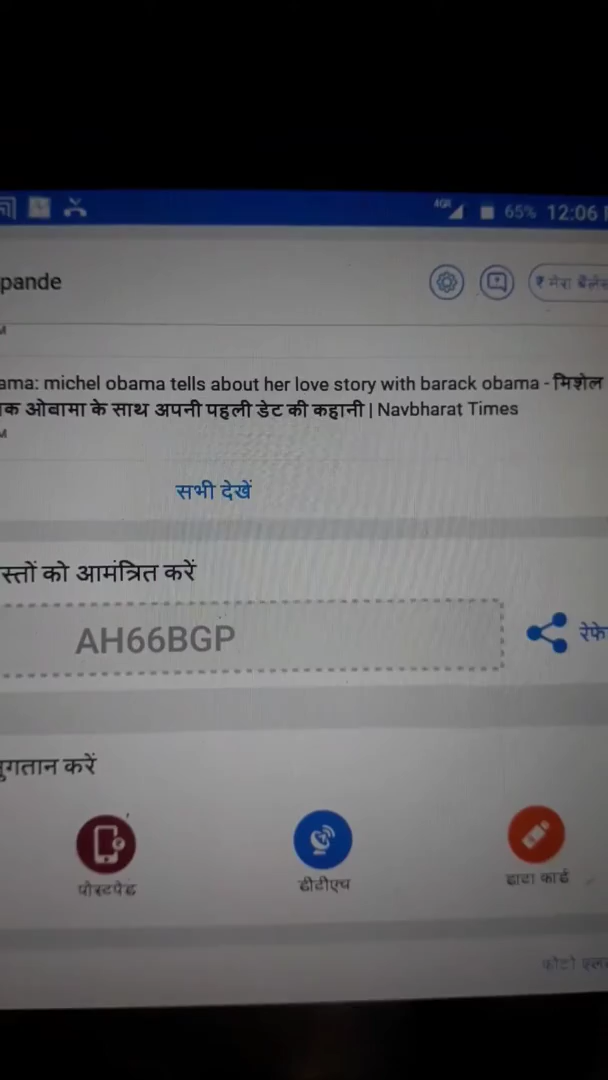 4G 65% 12:06
pande
₹ मेरा बैलेंस
ama: michel obama tells about her love story with barack obama - मिशेल
क ओबामा के साथ अपनी पहली डेट की कहानी | Navbharat Times
M
सभी देखें
स्तों को आमंत्रित करें
AH66BGP
रेफे
ुगतान करें
पोस्टपेड डीटीएच डाटा कार्ड
फोटो